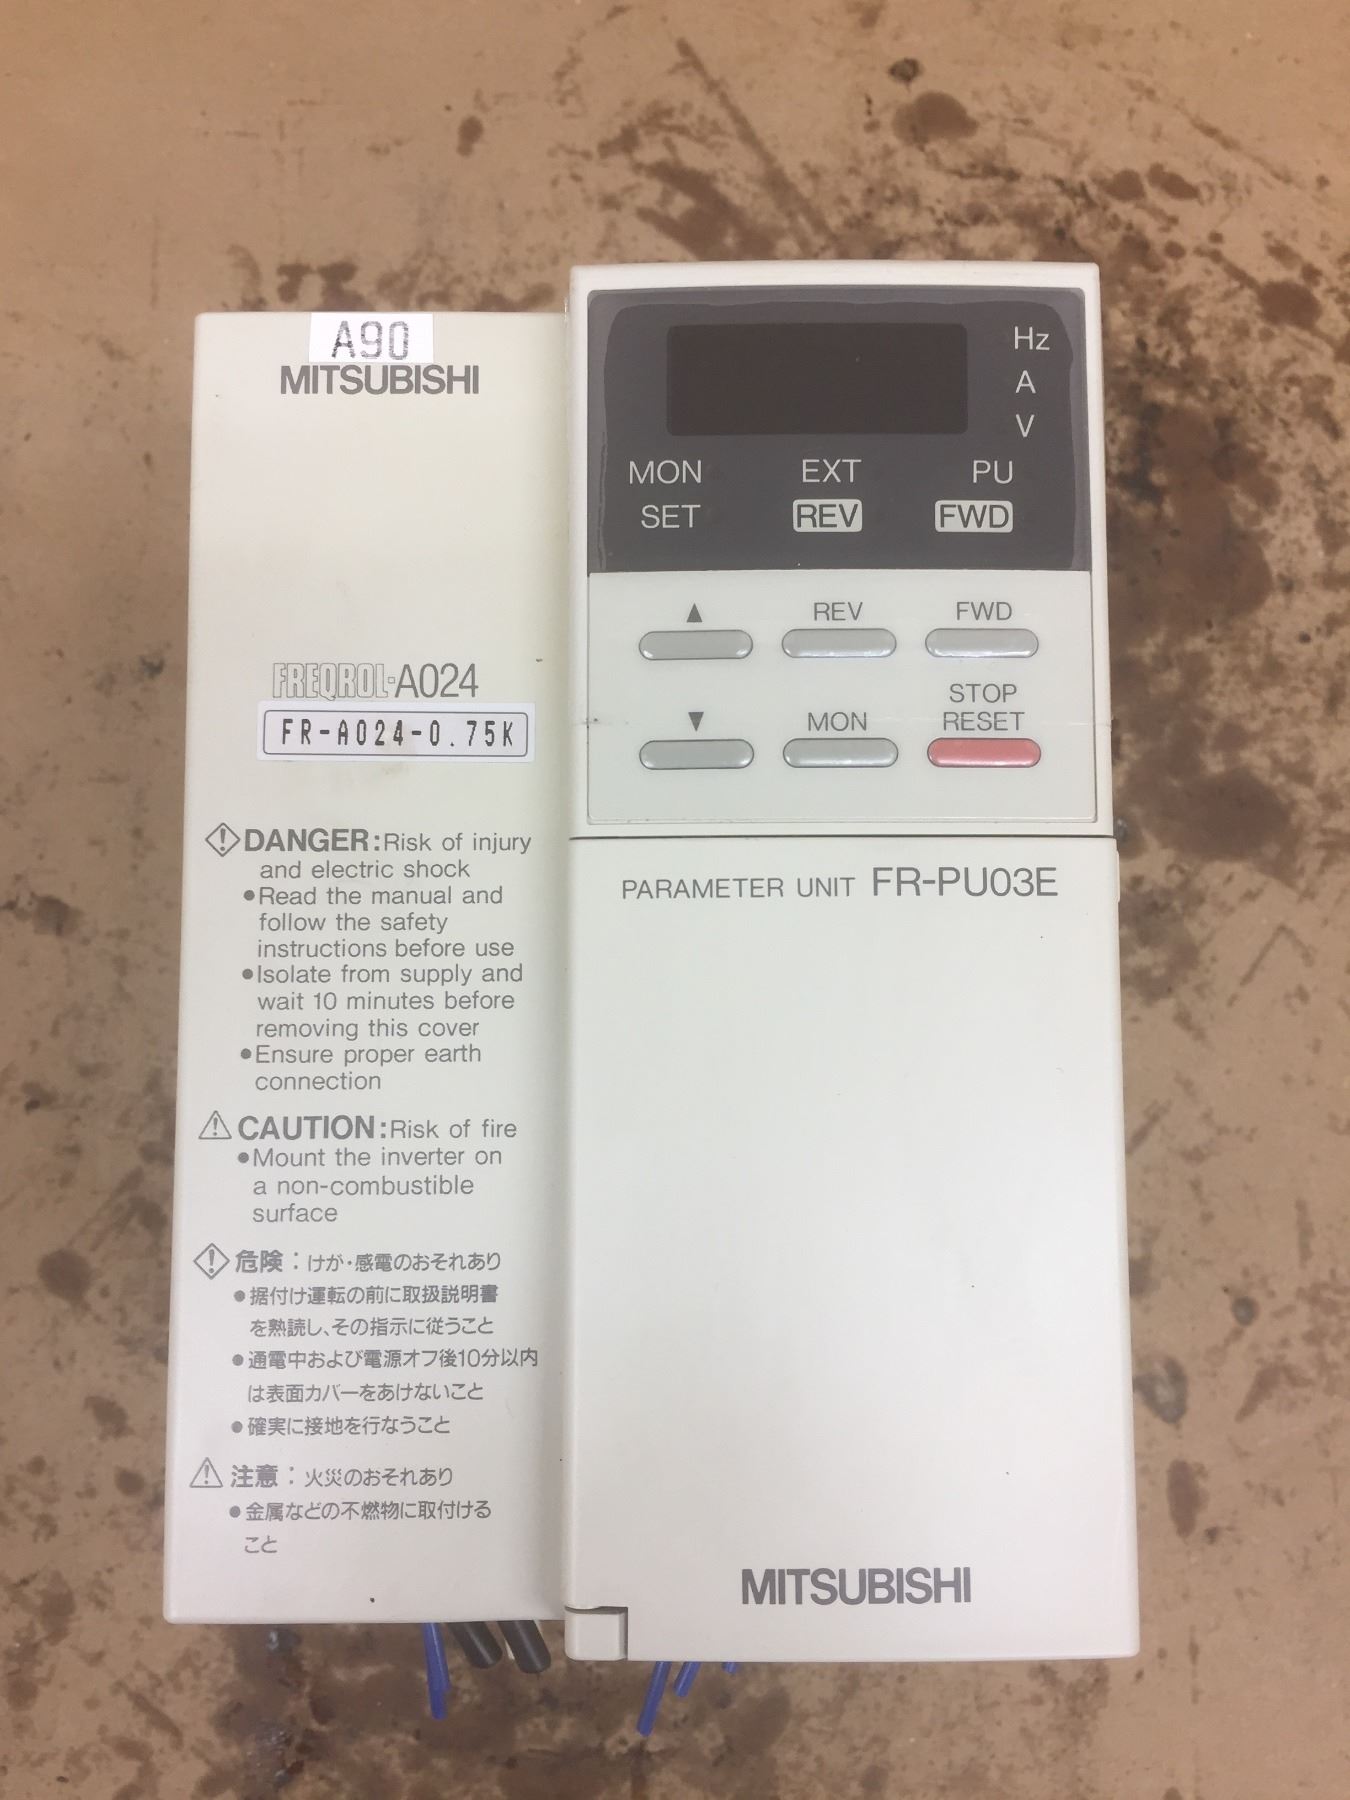 A90
MITSUBISHI
FREQROL-A024
FR-A024-0.75K
DANGER:Risk of injury
and electric shock
●Read the manual and
follow the safety
instructions before use
●Isolate from supply and
wait 10 minutes before
removing this cover
●Ensure proper earth
connection
CAUTION:Risk of fire
●Mount the inverter on
a non-combustible
surface
危険：けが・感電のおそれあり
●据付け運転の前に取扱説明書
を熟読し、その指示に従うこと
●通電中および電源オフ後10分以内
は表面カバーをあけないこと
●確実に接地を行なうこと
注意：火災のおそれあり
●金属などの不燃物に取付ける
こと
Hz
A
V
MON EXT PU
SET REV FWD
▲ REV FWD
STOP
▼ MON RESET
PARAMETER UNIT FR-PU03E
MITSUBISHI